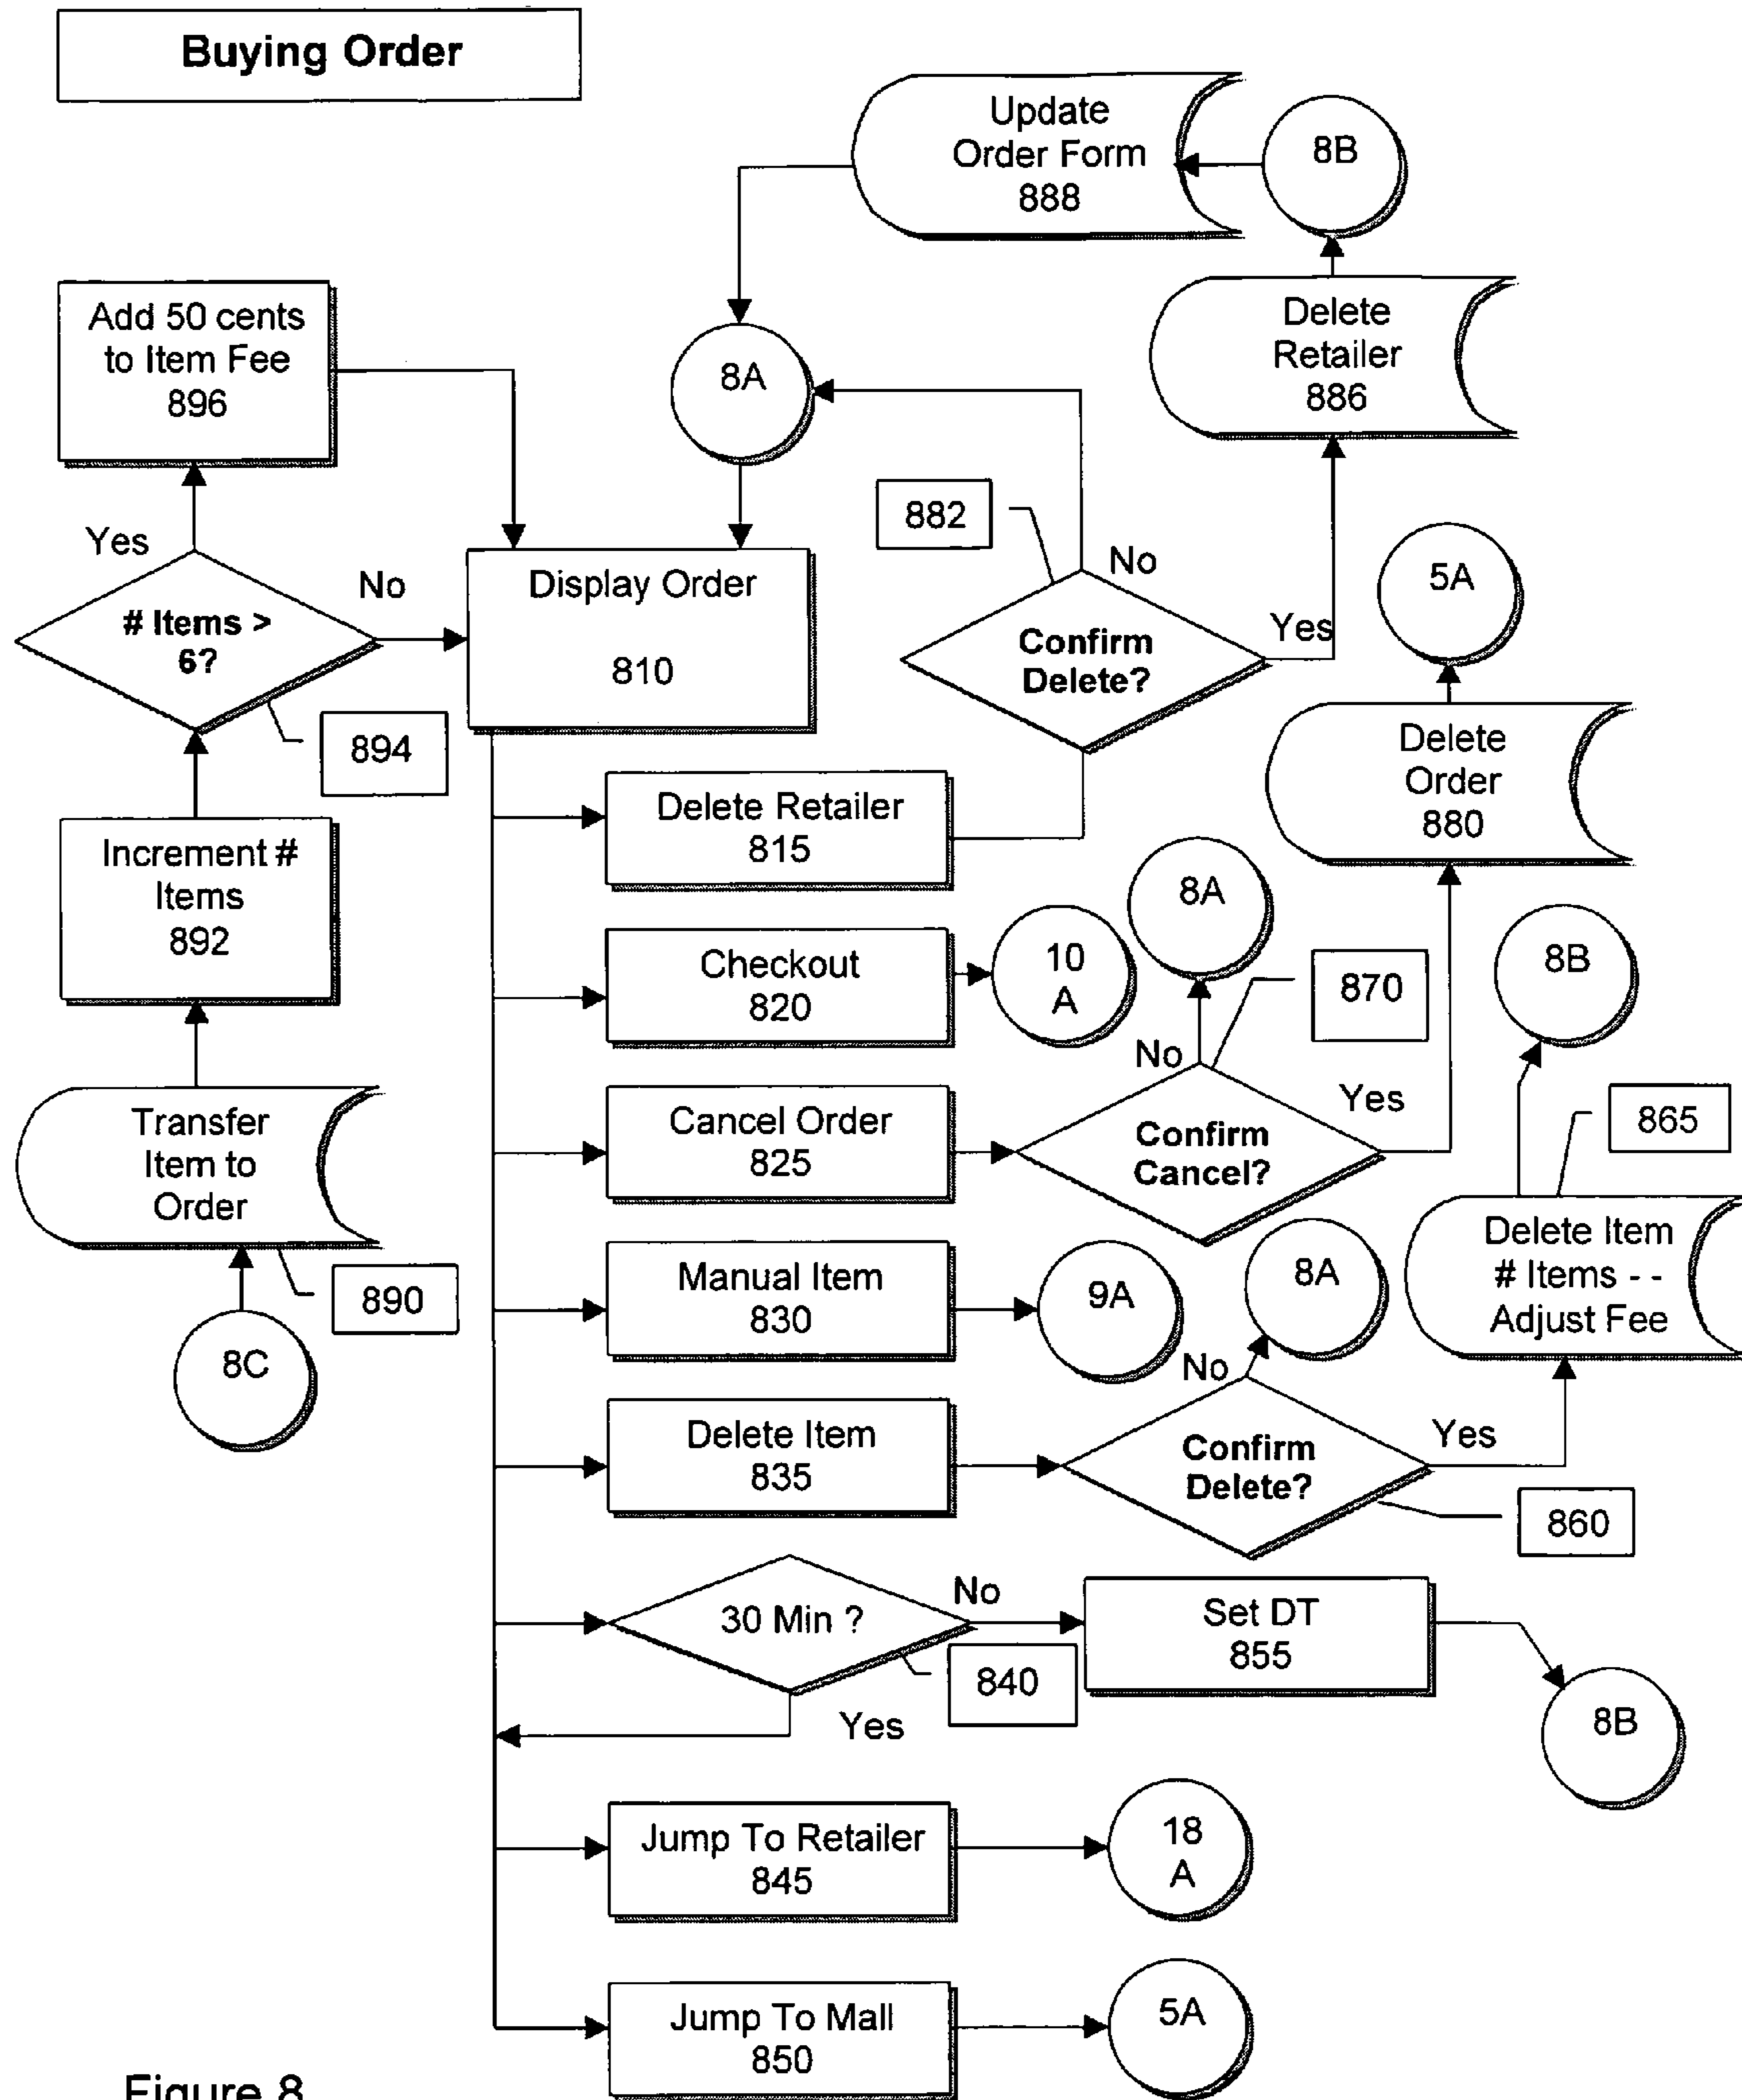 Buying Order
Update
Order Form
888
8B
Add 50 cents
to Item Fee
896
8A
Delete
Retailer
886
882
Yes
No
# Items >
6?
894
Display Order
810
No
Confirm
Delete?
Yes
5A
Delete
Order
880
Delete Retailer
815
Increment #
Items
892
Checkout
820
10
A
8A
870
8B
Transfer
Item to
Order
890
8C
Cancel Order
825
No
Confirm
Cancel?
Yes
865
Delete Item
# Items - -
Adjust Fee
Manual Item
830
9A
8A
Delete Item
835
No
Confirm
Delete?
Yes
860
30 Min ?
No
840
Yes
Set DT
855
8B
Jump To Retailer
845
18
A
Jump To Mall
850
5A
Figure 8